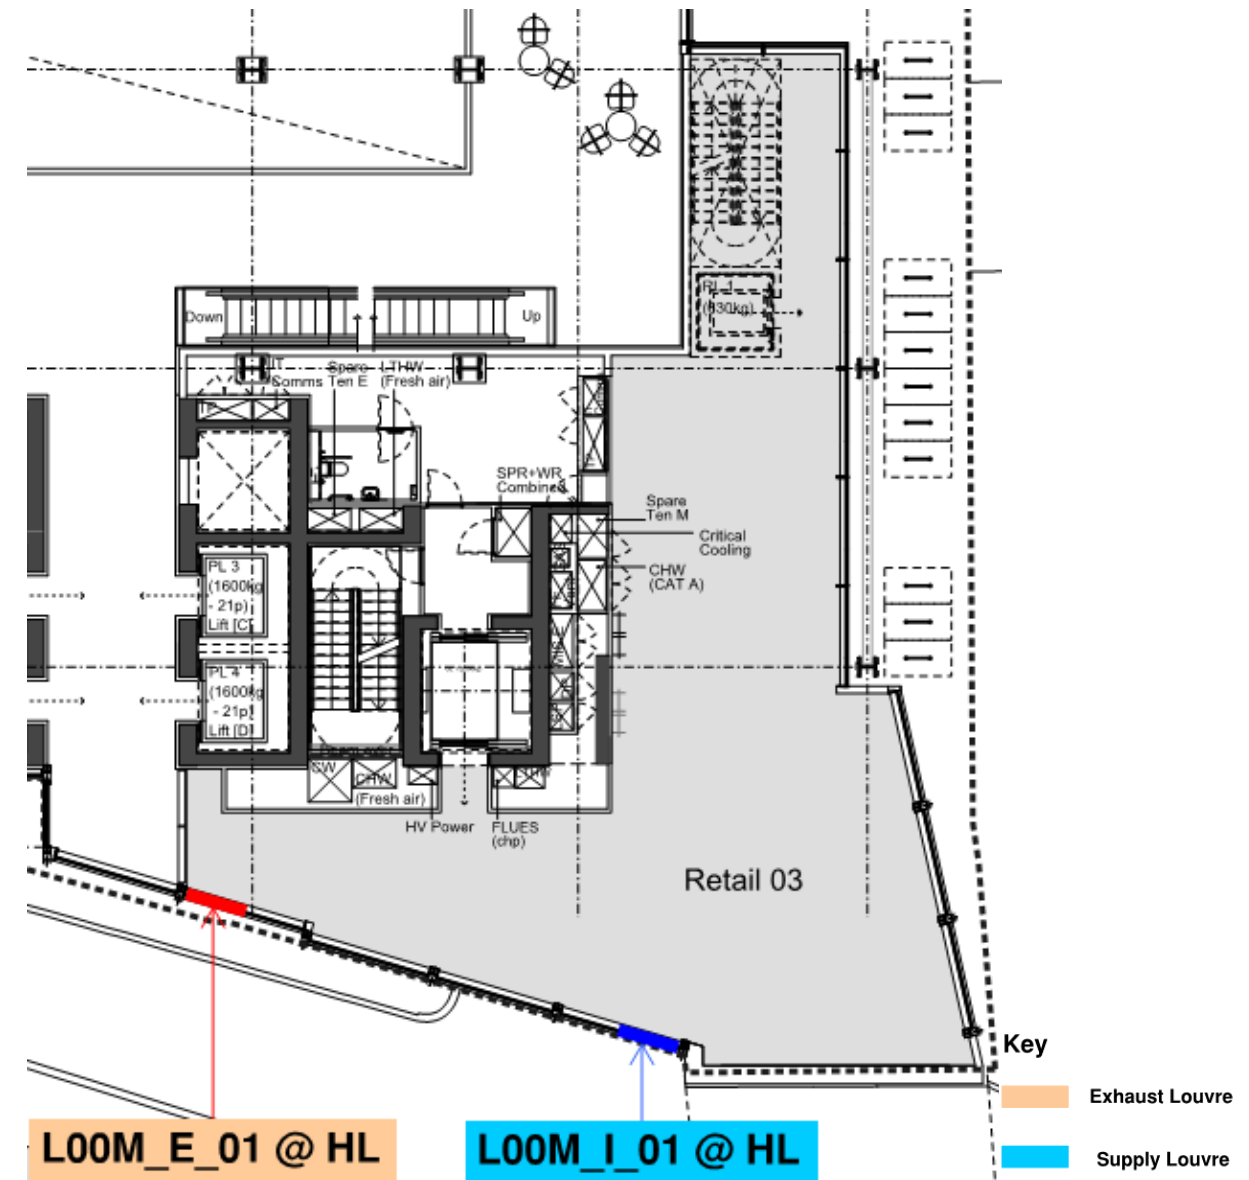 Down
Up
RL 1
(630kg)
IT
Comms
Spare
Ten E
LTHW
(Fresh air)
SPR+WR
Combined
Spare
Ten M
Critical
Cooling
CHW
(CAT A)
PL 3
(1600kg
- 21p)
Lift [C]
PL 4
(1600kg
- 21p)
Lift [D]
CW
CHW
(Fresh air)
HV Power
FLUES
(chp)
Retail 03
Key
Exhaust Louvre
Supply Louvre
L00M_E_01 @ HL
L00M_I_01 @ HL